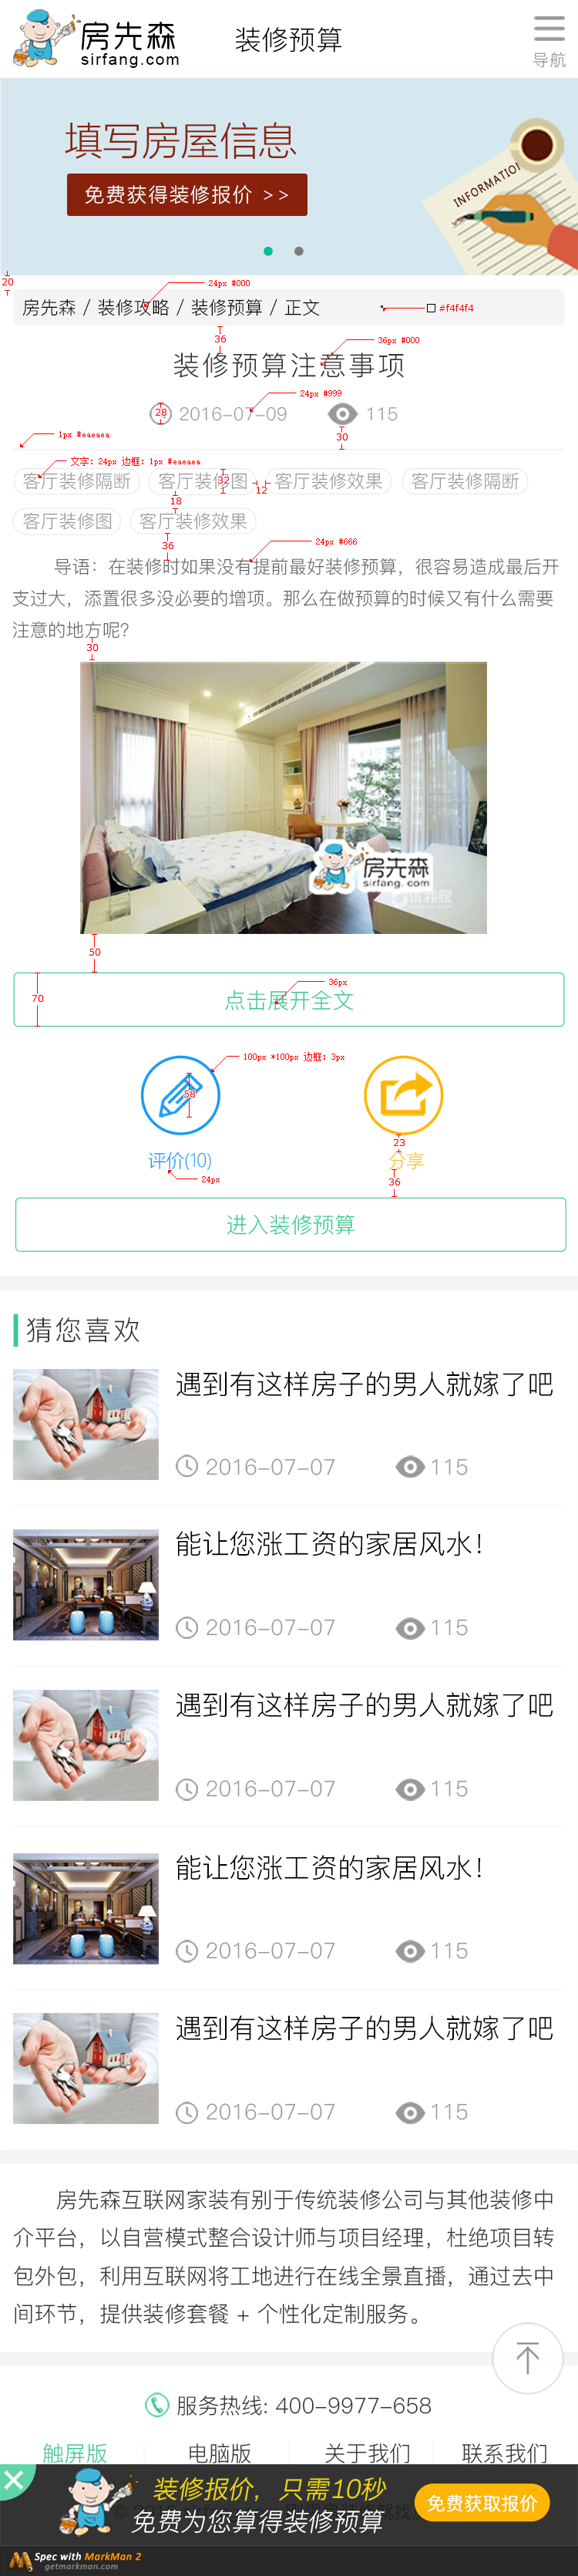 房先森
sirfang.com
装修预算
导航
填写房屋信息
免费获得装修报价 >>
INFORMATION
20
24px #000
房先森 / 装修攻略 / 装修预算 / 正文
#f4f4f4
36
36px #000
装修预算注意事项
24px #999
28
2016-07-09
115
30
1px #eaeaea
文字：24px 边框：1px #eaeaea
客厅装修隔断
客厅装修图
32
12
客厅装修效果
客厅装修隔断
18
客厅装修图
客厅装修效果
36
24px #666
导语：在装修时如果没有提前最好装修预算，很容易造成最后开
支过大，添置很多没必要的增项。那么在做预算的时候又有什么需要
注意的地方呢？
30
房先森
sirfang.com
50
70
36px
点击展开全文
100px *100px 边框：3px
58
23
评价(10)
分享
24px
36
进入装修预算
猜您喜欢
遇到有这样房子的男人就嫁了吧
2016-07-07
115
能让您涨工资的家居风水！
2016-07-07
115
遇到有这样房子的男人就嫁了吧
2016-07-07
115
能让您涨工资的家居风水！
2016-07-07
115
遇到有这样房子的男人就嫁了吧
2016-07-07
115
房先森互联网家装有别于传统装修公司与其他装修中
介平台，以自营模式整合设计师与项目经理，杜绝项目转
包外包，利用互联网将工地进行在线全景直播，通过去中
间环节，提供装修套餐 + 个性化定制服务。
服务热线: 400-9977-658
触屏版
电脑版
关于我们
联系我们
装修报价，只需10秒
免费为您算得装修预算
免费获取报价
Spec with MarkMan 2
getmarkman.com